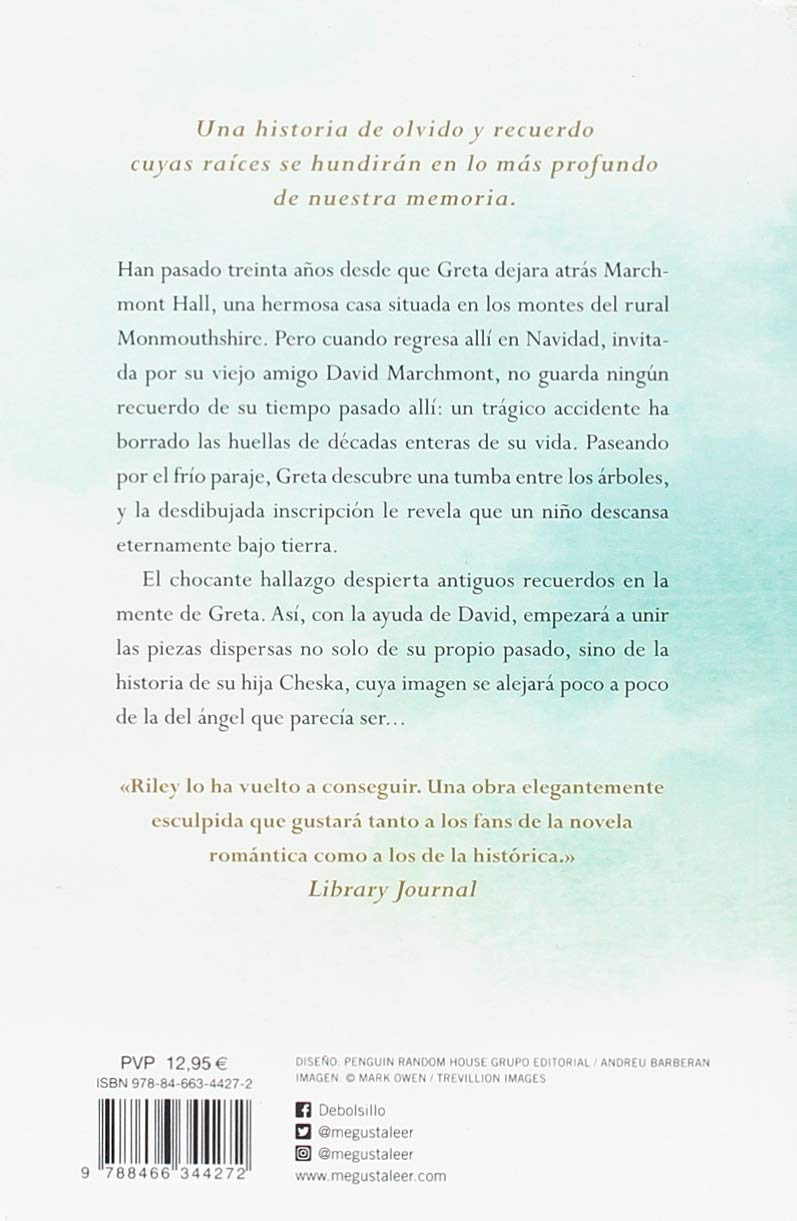 Una historia de olvido y recuerdo
cuyas raíces se hundirán en lo más profundo
de nuestra memoria.
Han pasado treinta años desde que Greta dejara atrás March-
mont Hall, una hermosa casa situada en los montes del rural
Monmouthshire. Pero cuando regresa allí en Navidad, invita-
da por su viejo amigo David Marchmont, no guarda ningún
recuerdo de su tiempo pasado allí: un trágico accidente ha
borrado las huellas de décadas enteras de su vida. Paseando
por el frío paraje, Greta descubre una tumba entre los árboles,
y la desdibujada inscripción le revela que un niño descansa
eternamente bajo tierra.
El chocante hallazgo despierta antiguos recuerdos en la
mente de Greta. Así, con la ayuda de David, empezará a unir
las piezas dispersas no solo de su propio pasado, sino de la
historia de su hija Cheska, cuya imagen se alejará poco a poco
de la del ángel que parecía ser...
«Riley lo ha vuelto a conseguir. Una obra elegantemente
esculpida que gustará tanto a los fans de la novela
romántica como a los de la histórica.»
Library Journal
PVP 12,95 €
ISBN 978-84-663-4427-2
9 788466 344272
DISEÑO: PENGUIN RANDOM HOUSE GRUPO EDITORIAL / ANDREU BARBERAN
IMAGEN: © MARK OWEN / TREVILLION IMAGES
Debolsillo
@megustaleer
@megustaleer
www.megustaleer.com